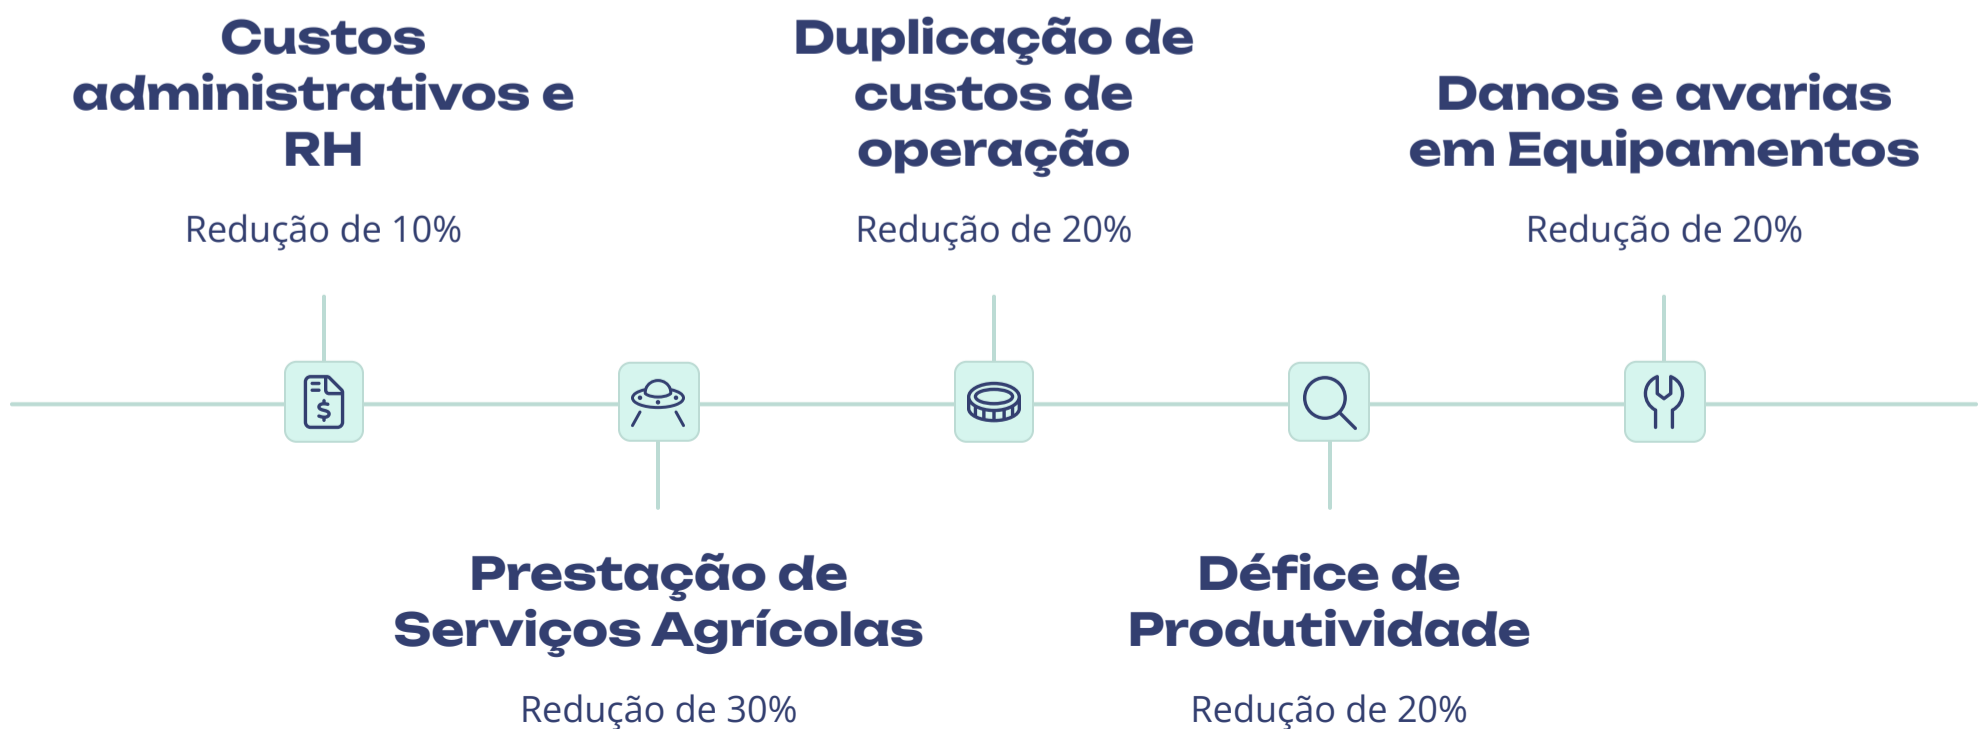 Custos
administrativos e
RH
Redução de 10%
Prestação de
Serviços Agrícolas
Redução de 30%
Duplicação de
custos de
operação
Redução de 20%
Défice de
Produtividade
Redução de 20%
Danos e avarias
em Equipamentos
Redução de 20%